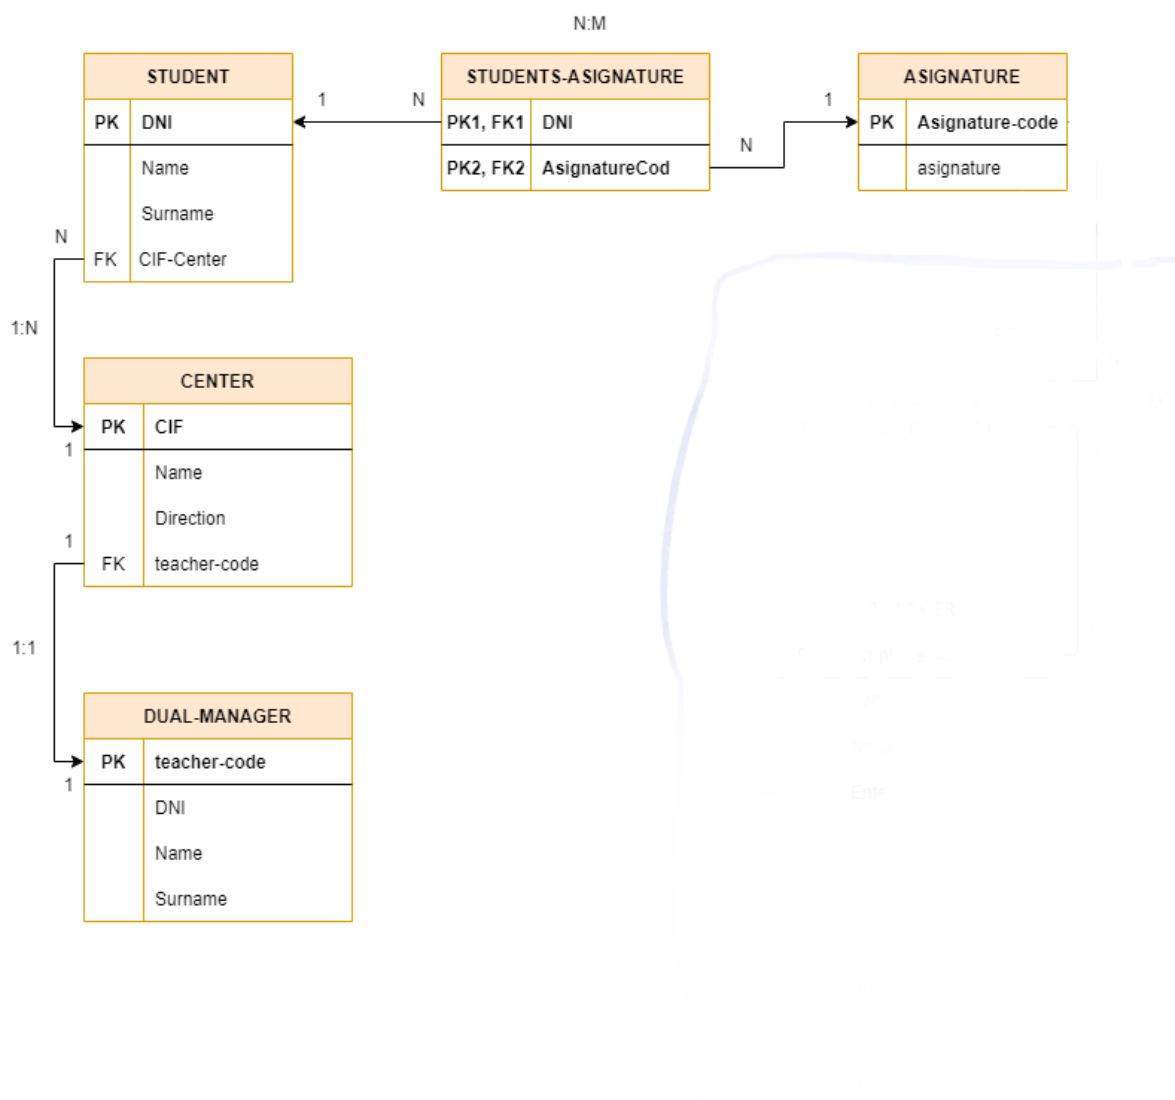 N:M
STUDENT
PK DNI
Name
Surname
FK CIF-Center
1 N
STUDENTS-ASIGNATURE
PK1, FK1 DNI
PK2, FK2 AsignatureCod
N 1
ASIGNATURE
PK Asignature-code
asignature
N
1:N
1
CENTER
PK CIF
Name
Direction
FK teacher-code
1
1:1
1
DUAL-MANAGER
PK teacher-code
DNI
Name
Surname